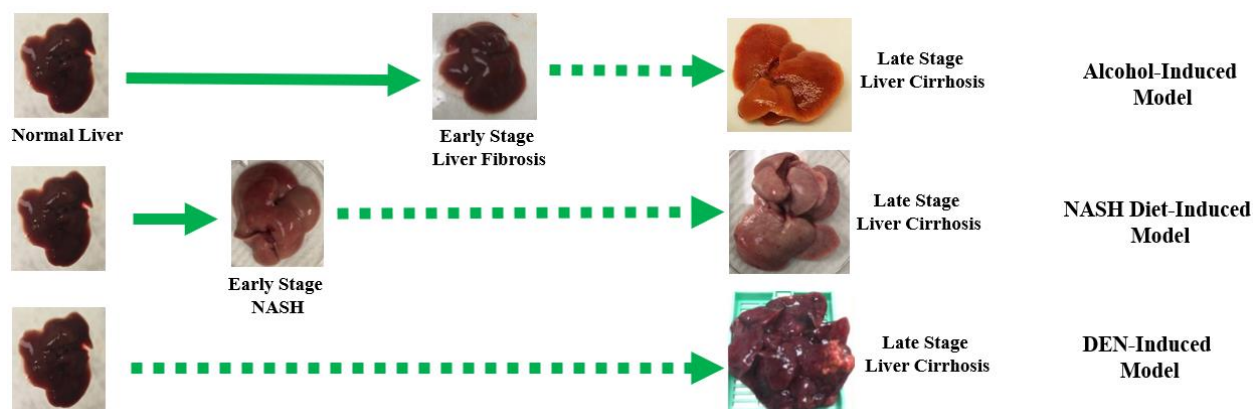 Normal Liver
Early Stage
Liver Fibrosis
Late Stage
Liver Cirrhosis
Alcohol-Induced
Model
Early Stage
NASH
Late Stage
Liver Cirrhosis
NASH Diet-Induced
Model
Late Stage
Liver Cirrhosis
DEN-Induced
Model